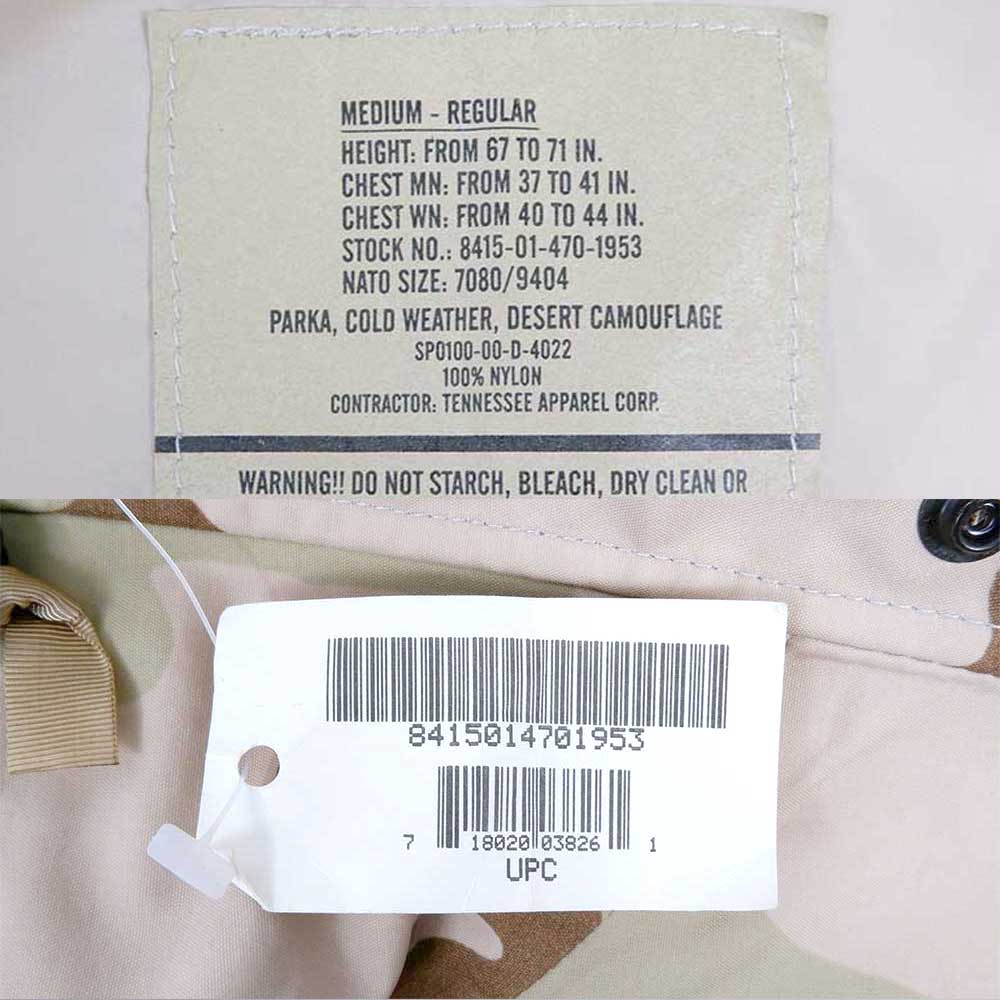 MEDIUM - REGULAR
HEIGHT: FROM 67 TO 71 IN.
CHEST MN: FROM 37 TO 41 IN.
CHEST WN: FROM 40 TO 44 IN.
STOCK NO.: 8415-01-470-1953
NATO SIZE: 7080/9404
PARKA, COLD WEATHER, DESERT CAMOUFLAGE
SP0100-00-D-4022
100% NYLON
CONTRACTOR: TENNESSEE APPAREL CORP.
WARNING!! DO NOT STARCH, BLEACH, DRY CLEAN OR
8415014701953
7 18020 03826 1
UPC